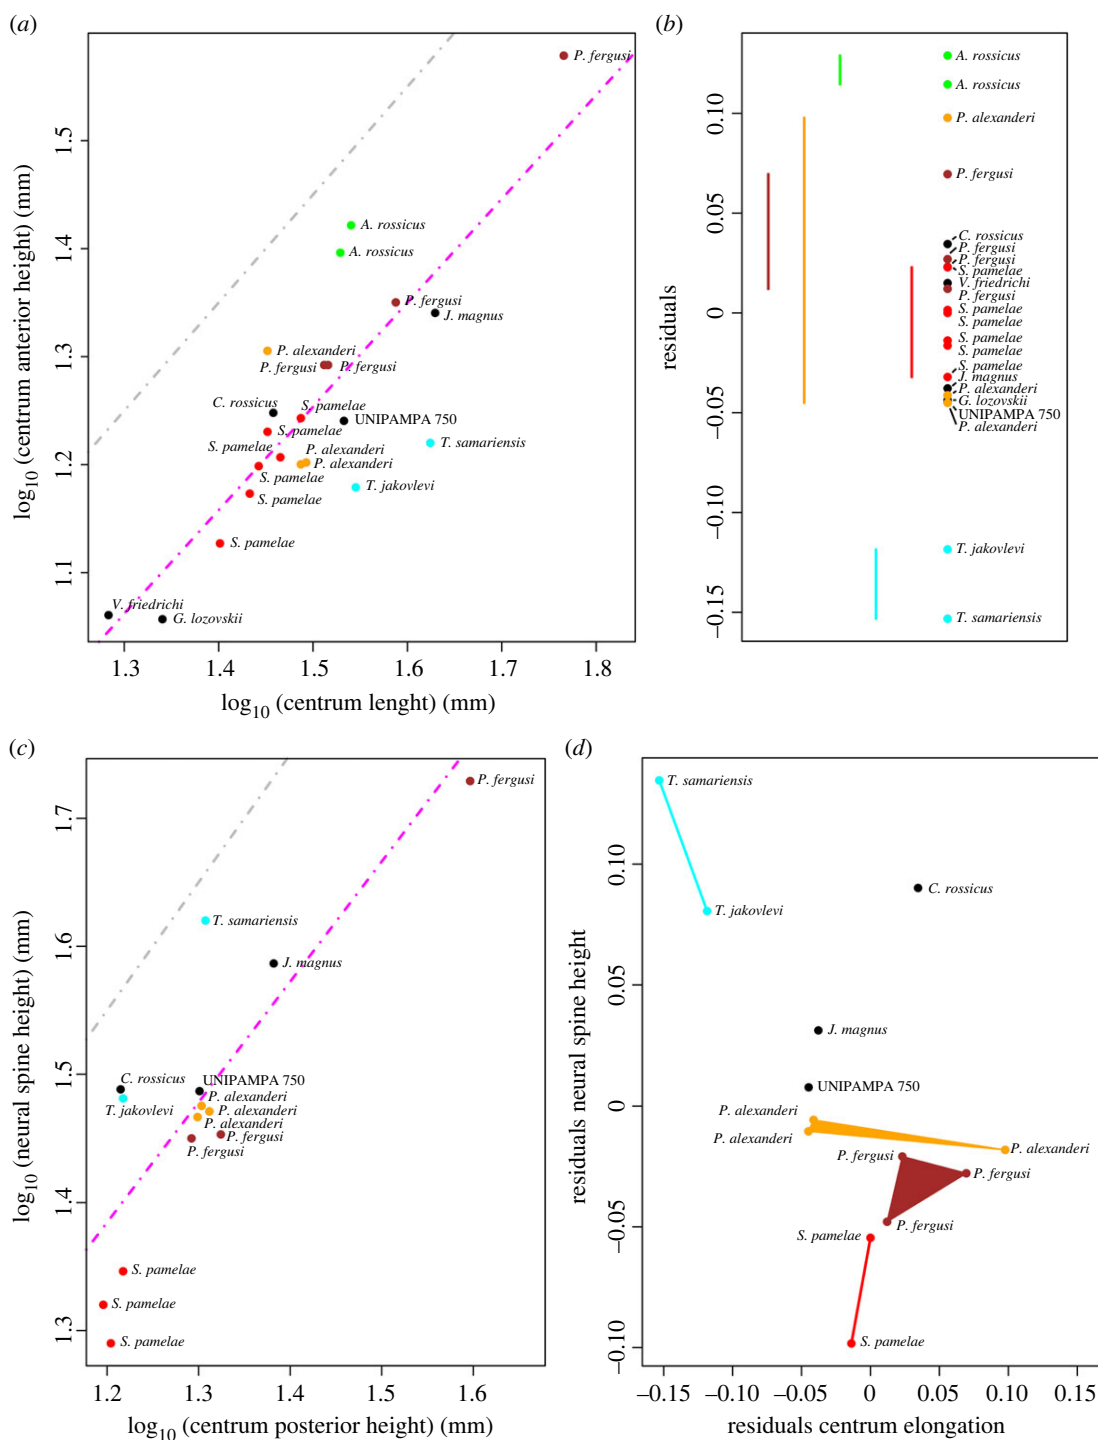 (a)
log10 (centrum anterior height) (mm)
1.5
1.4
1.3
1.2
1.1
P. fergusi
A. rossicus
A. rossicus
P. fergusi
J. magnus
P. alexanderi
P. fergusi
P. fergusi
C. rossicus
S. pamelae
UNIPAMPA 750
S. pamelae
T. samariensis
S. pamelae
P. alexanderi
P. alexanderi
S. pamelae
T. jakovlevi
S. pamelae
S. pamelae
V. friedrichi
G. lozovskii
1.3
1.4
1.5
1.6
1.7
1.8
log10 (centrum lenght) (mm)
(b)
residuals
0.10
0.05
0
−0.05
−0.10
−0.15
A. rossicus
A. rossicus
P. alexanderi
P. fergusi
C. rossicus
P. fergusi
P. fergusi
S. pamelae
V. friedrichi
P. fergusi
S. pamelae
S. pamelae
S. pamelae
S. pamelae
S. pamelae
J. magnus
P. alexanderi
G. lozovskii
UNIPAMPA 750
P. alexanderi
T. jakovlevi
T. samariensis
(c)
log10 (neural spine height) (mm)
1.7
1.6
1.5
1.4
1.3
P. fergusi
T. samariensis
J. magnus
C. rossicus
UNIPAMPA 750
P. alexanderi
T. jakovlevi
P. alexanderi
P. alexanderi
P. fergusi
P. fergusi
S. pamelae
S. pamelae
S. pamelae
1.2
1.3
1.4
1.5
1.6
log10 (centrum posterior height) (mm)
(d)
residuals neural spine height
0.10
0.05
0
−0.05
−0.10
T. samariensis
C. rossicus
T. jakovlevi
J. magnus
UNIPAMPA 750
P. alexanderi
P. alexanderi
P. alexanderi
P. fergusi
P. fergusi
P. fergusi
S. pamelae
S. pamelae
−0.15
−0.10
−0.05
0
0.05
0.10
0.15
residuals centrum elongation